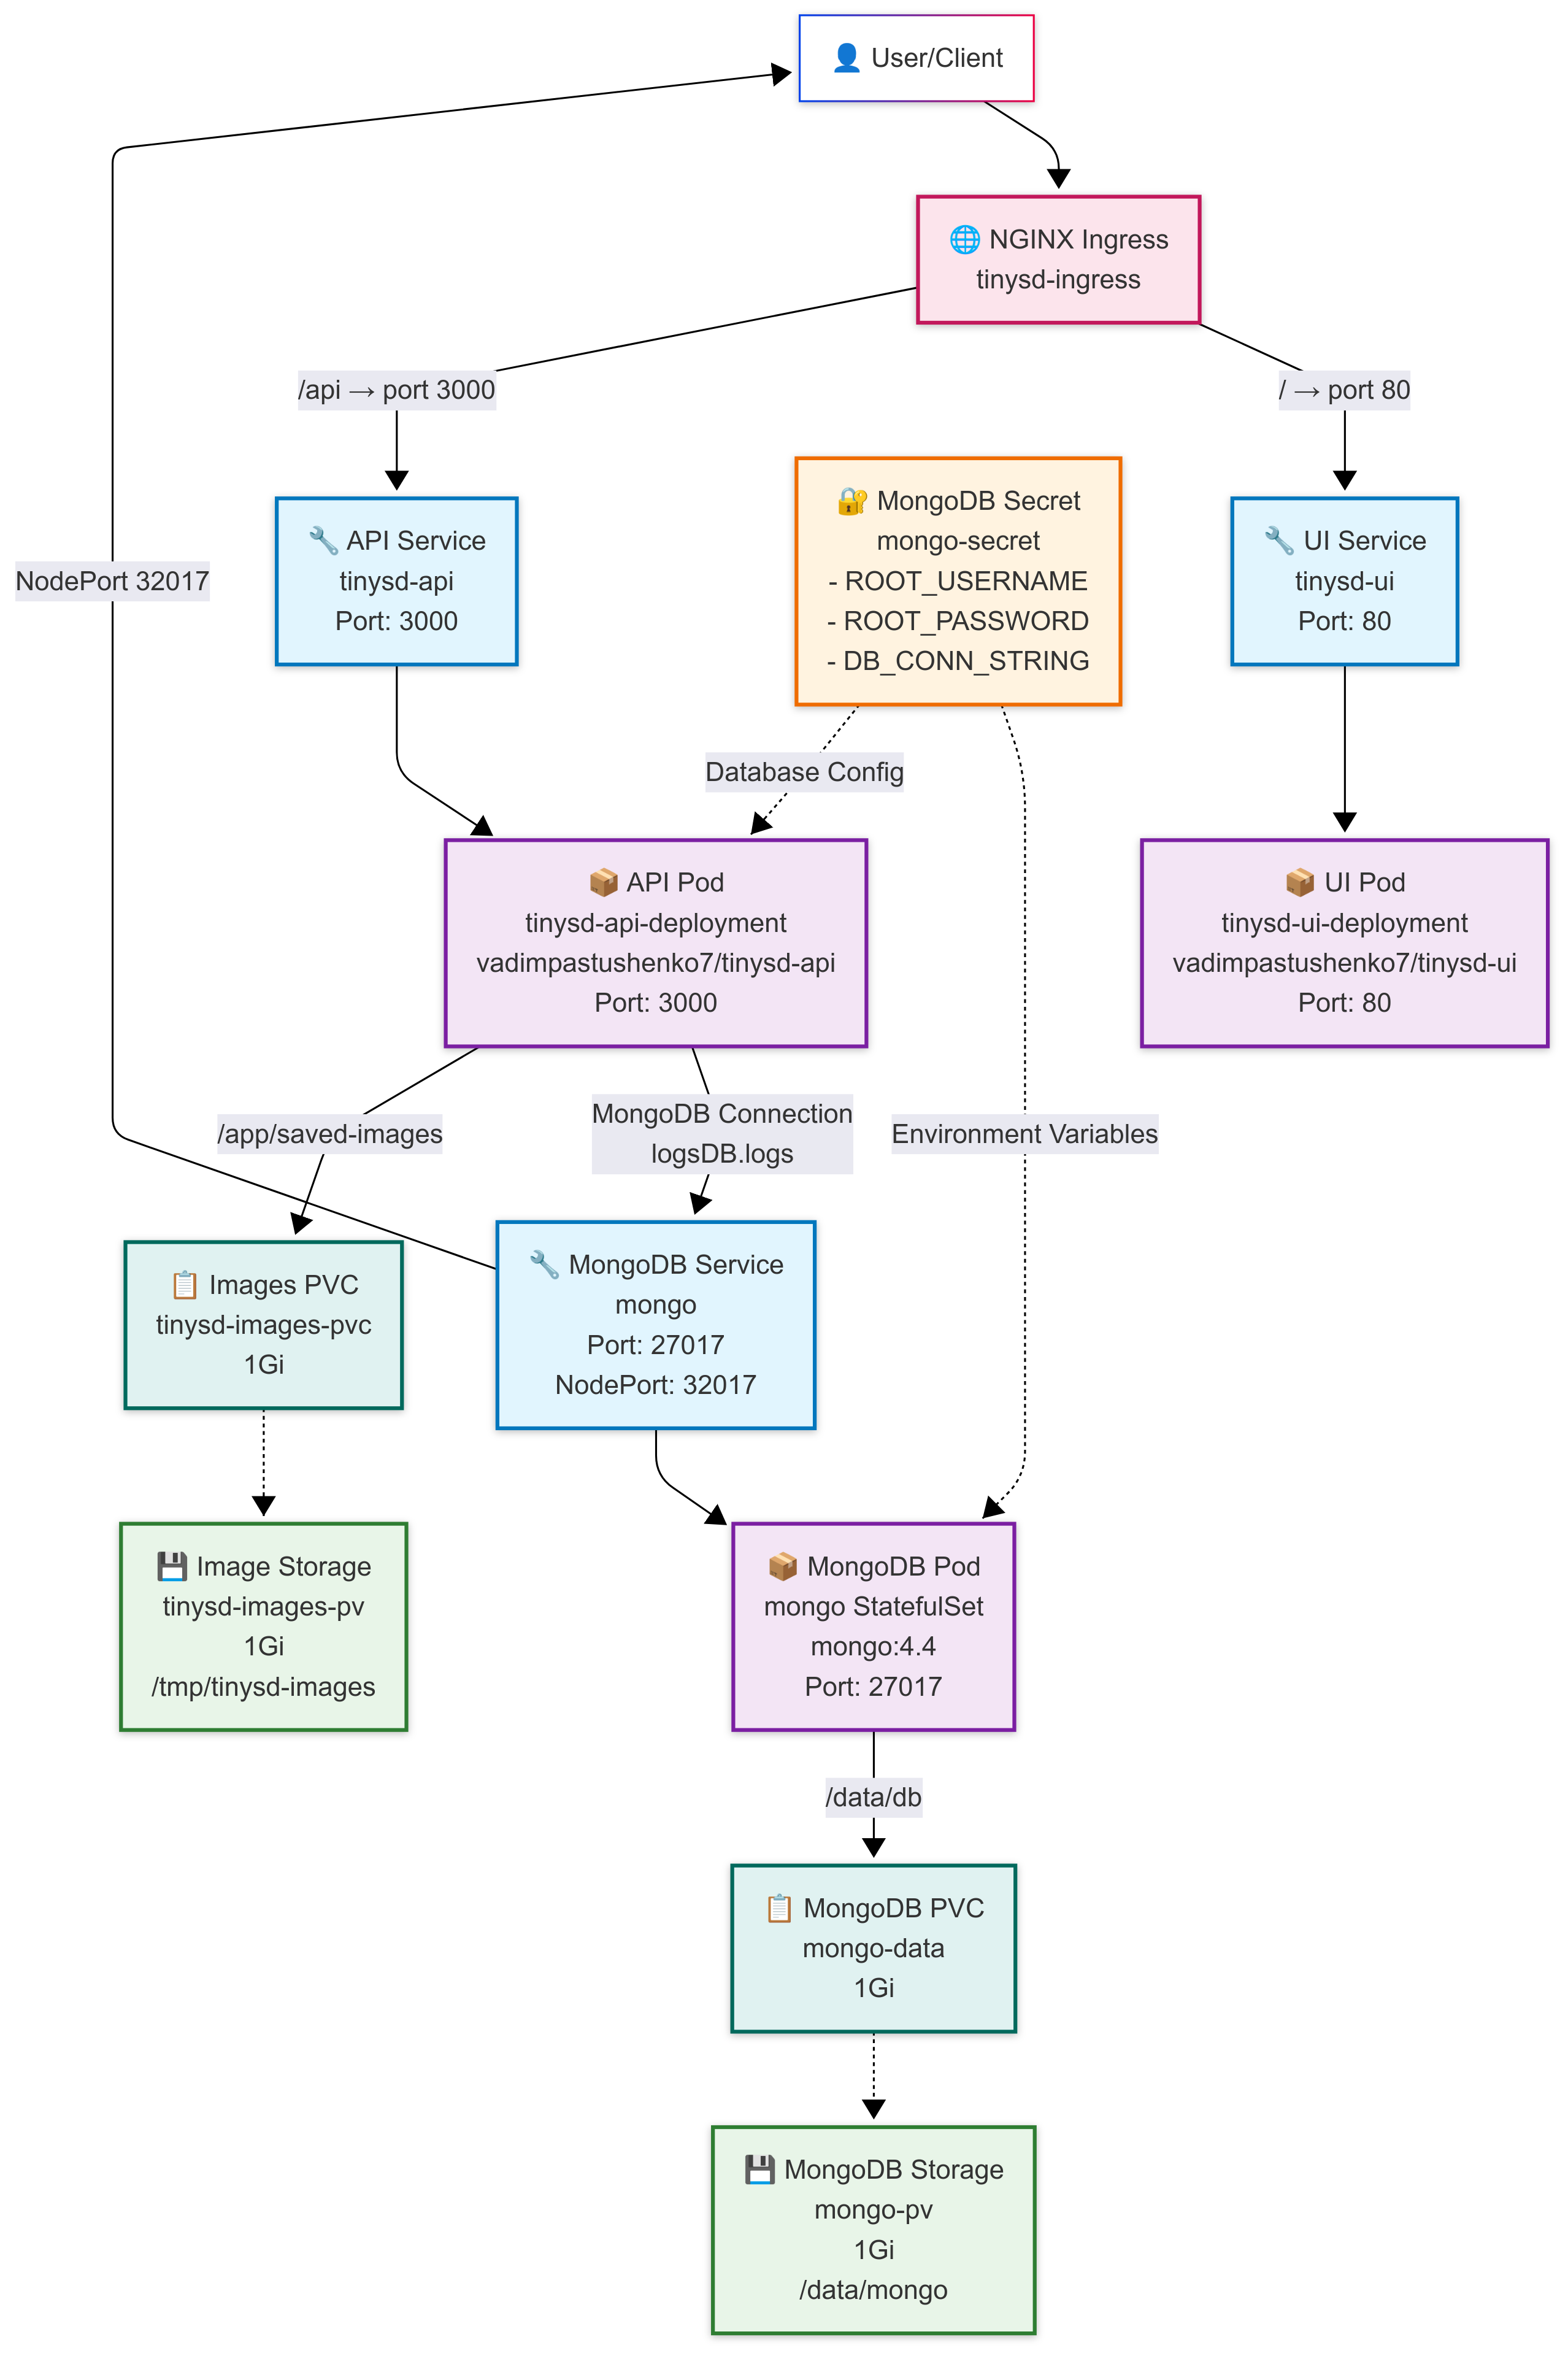 👤 User/Client
🌐 NGINX Ingress
tinysd-ingress
/api → port 3000
/ → port 80
🔧 API Service
tinysd-api
Port: 3000
🔐 MongoDB Secret
mongo-secret
- ROOT_USERNAME
- ROOT_PASSWORD
- DB_CONN_STRING
🔧 UI Service
tinysd-ui
Port: 80
NodePort 32017
Database Config
📦 API Pod
tinysd-api-deployment
vadimpastushenko7/tinysd-api
Port: 3000
📦 UI Pod
tinysd-ui-deployment
vadimpastushenko7/tinysd-ui
Port: 80
/app/saved-images
MongoDB Connection
logsDB.logs
Environment Variables
📋 Images PVC
tinysd-images-pvc
1Gi
🔧 MongoDB Service
mongo
Port: 27017
NodePort: 32017
💾 Image Storage
tinysd-images-pv
1Gi
/tmp/tinysd-images
📦 MongoDB Pod
mongo StatefulSet
mongo:4.4
Port: 27017
/data/db
📋 MongoDB PVC
mongo-data
1Gi
💾 MongoDB Storage
mongo-pv
1Gi
/data/mongo